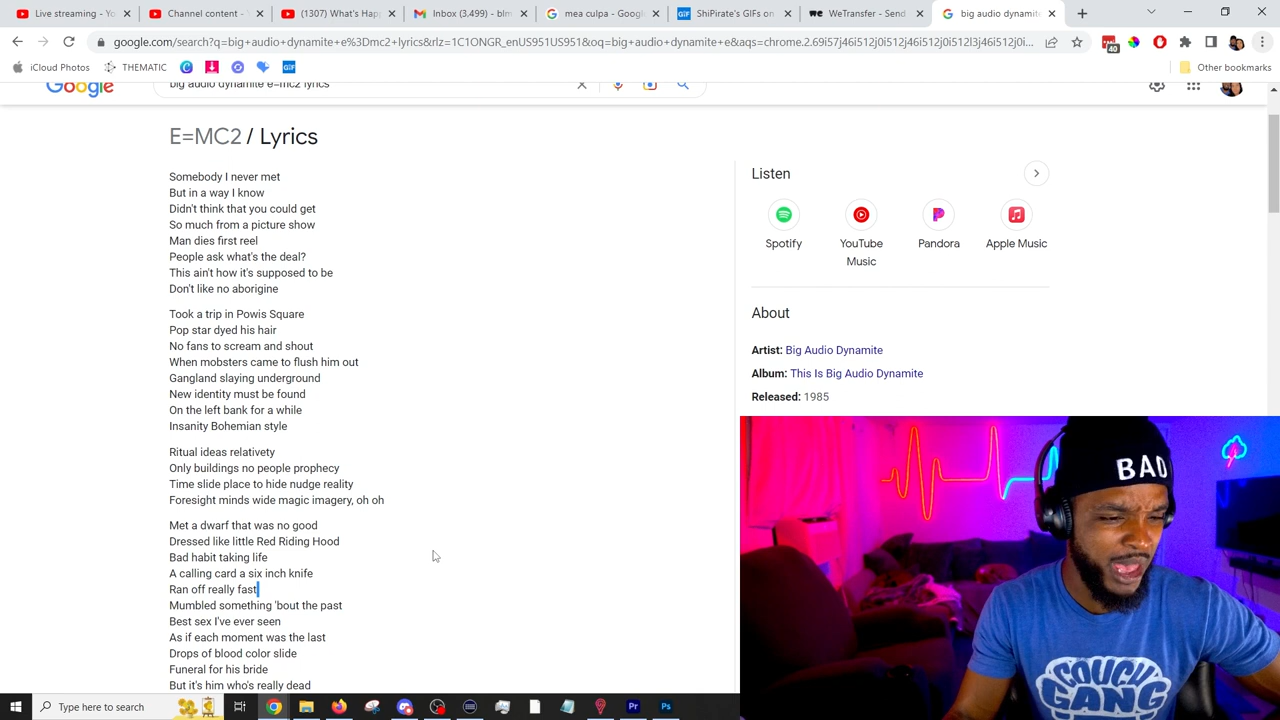 Live streaming - Yo
Channel content - Y
(1307) What's Hap
Inbox (3,499) - blm
mea culpa - Google
ShiPirate's GIFs on
WeTransfer - Send
big audio dynamite
google.com/search?q=big+audio+dynamite+e%3Dmc2+lyrics&rlz=1C1ONGR_enUS951US951&oq=big+audio+dynamite+e&aqs=chrome.2.69i57j46i512j0i512j46i512j0i512l3j46i512j0i...
40
iCloud Photos
THEMATIC
GIF
Other bookmarks
Google
big audio dynamite e=mc2 lyrics
E=MC2 / Lyrics
Somebody I never met
But in a way I know
Didn't think that you could get
So much from a picture show
Man dies first reel
People ask what's the deal?
This ain't how it's supposed to be
Don't like no aborigine
Took a trip in Powis Square
Pop star dyed his hair
No fans to scream and shout
When mobsters came to flush him out
Gangland slaying underground
New identity must be found
On the left bank for a while
Insanity Bohemian style
Ritual ideas relativety
Only buildings no people prophecy
Time slide place to hide nudge reality
Foresight minds wide magic imagery, oh oh
Met a dwarf that was no good
Dressed like little Red Riding Hood
Bad habit taking life
A calling card a six inch knife
Ran off really fast
Mumbled something 'bout the past
Best sex I've ever seen
As if each moment was the last
Drops of blood color slide
Funeral for his bride
But it's him who's really dead
Listen
Spotify
YouTube Music
Pandora
Apple Music
About
Artist: Big Audio Dynamite
Album: This Is Big Audio Dynamite
Released: 1985
BAD
COUCH
GANG
Type here to search
Pr
Ps